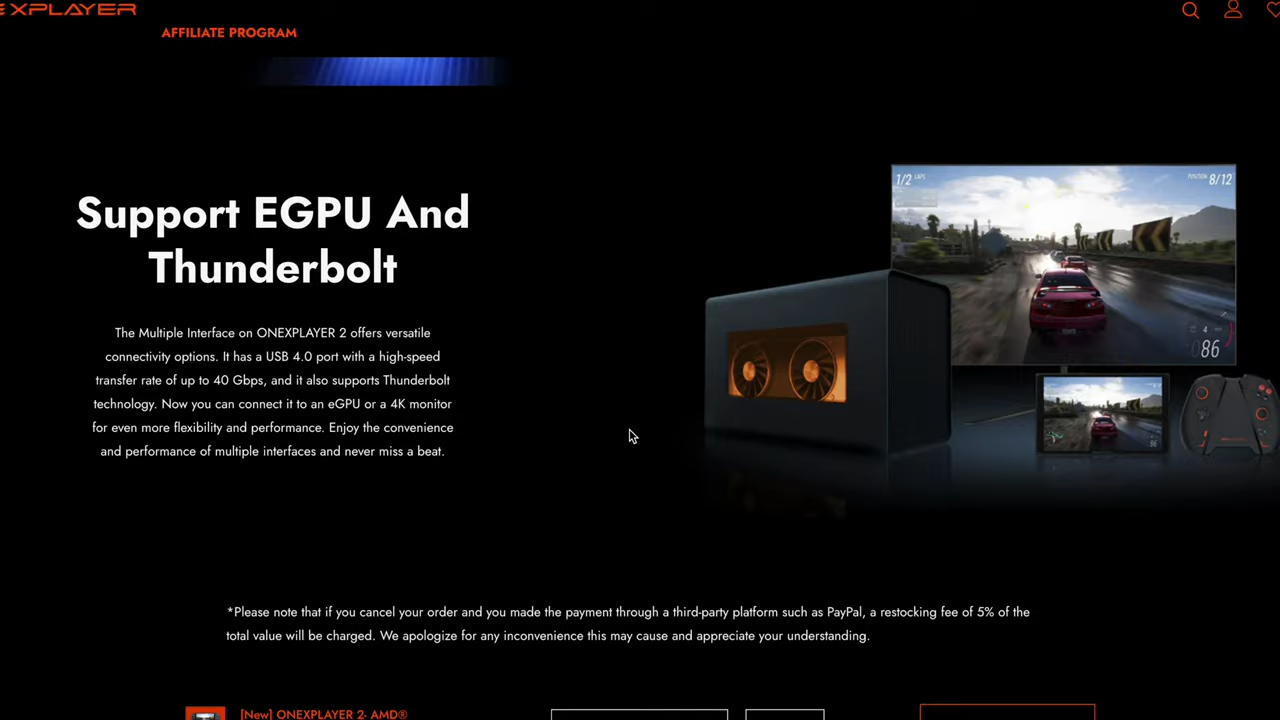 EXPLAYER
AFFILIATE PROGRAM
Support EGPU And
Thunderbolt
The Multiple Interface on ONEXPLAYER 2 offers versatile
connectivity options. It has a USB 4.0 port with a high-speed
transfer rate of up to 40 Gbps, and it also supports Thunderbolt
technology. Now you can connect it to an eGPU or a 4K monitor
for even more flexibility and performance. Enjoy the convenience
and performance of multiple interfaces and never miss a beat.
1/2 LAPS
POSITION 8/12
4
086
*Please note that if you cancel your order and you made the payment through a third-party platform such as PayPal, a restocking fee of 5% of the
total value will be charged. We apologize for any inconvenience this may cause and appreciate your understanding.
[New] ONEXPLAYER 2- AMD®